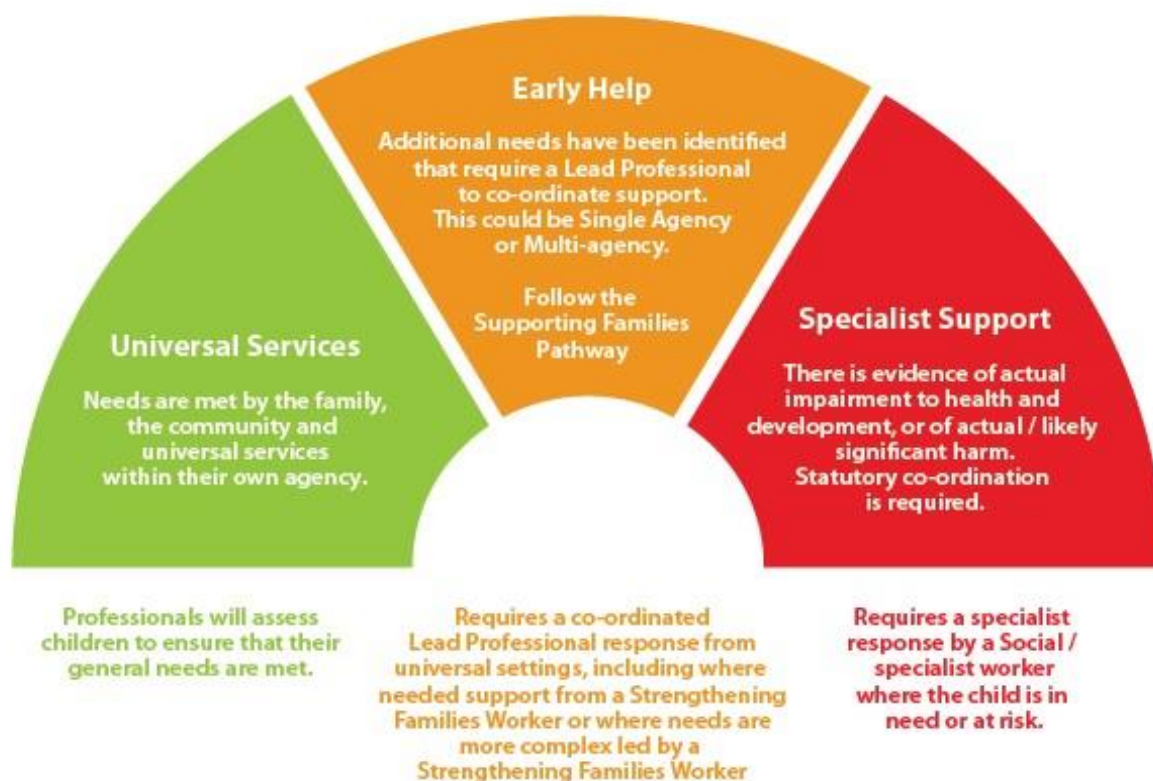 Early Help
Additional needs have been identified
that require a Lead Professional
to co-ordinate support.
This could be Single Agency
or Multi-agency.
Follow the
Supporting Families
Pathway
Universal Services
Needs are met by the family,
the community and
universal services
within their own agency.
Specialist Support
There is evidence of actual
impairment to health and
development, or of actual / likely
significant harm.
Statutory co-ordination
is required.
Professionals will assess
children to ensure that their
general needs are met.
Requires a co-ordinated
Lead Professional response from
universal settings, including where
needed support from a Strengthening
Families Worker or where needs are
more complex led by a
Strengthening Families Worker
Requires a specialist
response by a Social /
specialist worker
where the child is in
need or at risk.